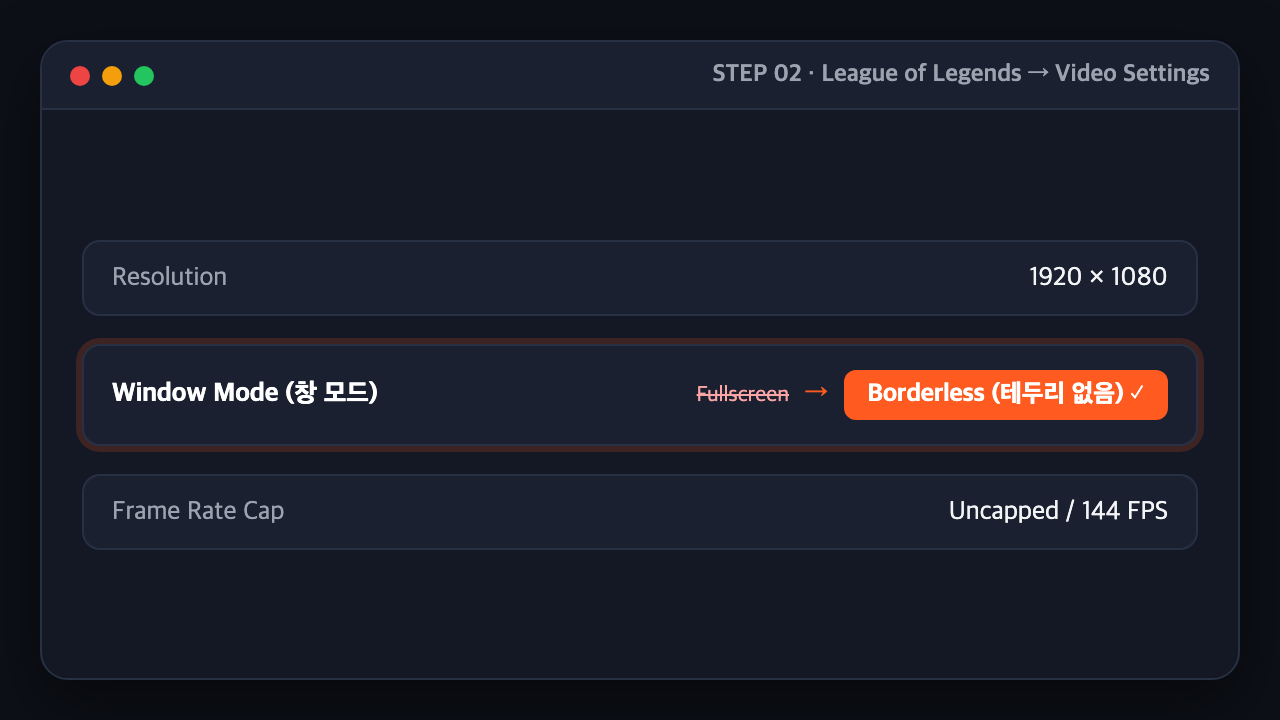 STEP 02 · League of Legends → Video Settings
Resolution 1920 × 1080
Window Mode (창 모드) Fullscreen → Borderless (테두리 없음) ✓
Frame Rate Cap Uncapped / 144 FPS